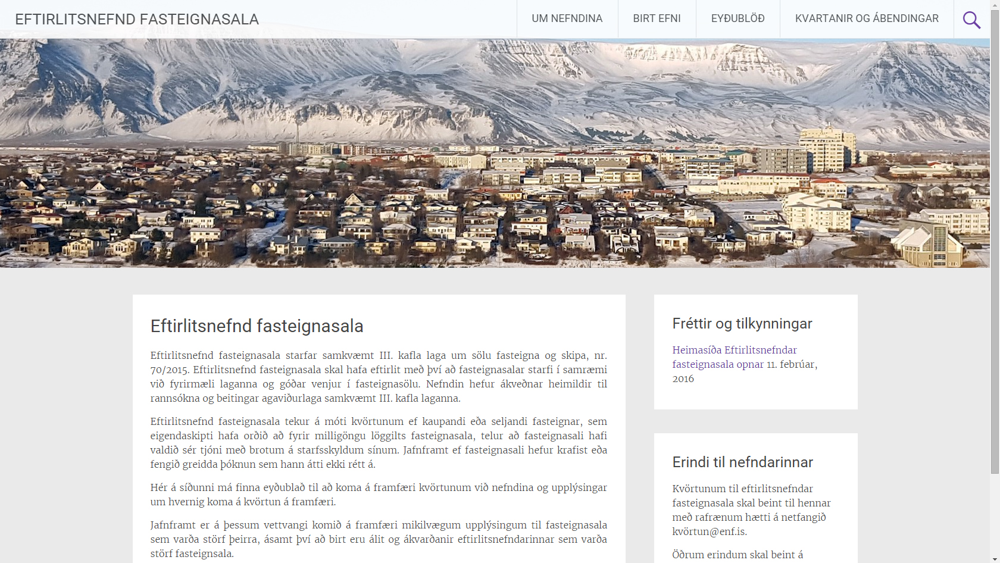 EFTIRLITSNEFND FASTEIGNASALA
UM NEFNDINA
BIRT EFNI
EYÐUBLÖÐ
KVARTANIR OG ÁBENDINGAR
Eftirlitsnefnd fasteignasala
Eftirlitsnefnd fasteignasala starfar samkvæmt III. kafla laga um sölu fasteigna og skipa, nr.
70/2015. Eftirlitsnefnd fasteignasala skal hafa eftirlit með því að fasteignasalar starfi í samræmi
við fyrirmæli laganna og góðar venjur í fasteignasölu. Nefndin hefur ákveðnar heimildir til
rannsókna og beitingar agaviðurlaga samkvæmt III. kafla laganna.
Eftirlitsnefnd fasteignasala tekur á móti kvörtunum ef kaupandi eða seljandi fasteignar, sem
eigendaskipti hafa orðið að fyrir milligöngu löggilts fasteignasala, telur að fasteignasali hafi
valdið sér tjóni með brotum á starfsskyldum sínum. Jafnframt ef fasteignasali hefur krafist eða
fengið greidda þóknun sem hann átti ekki rétt á.
Hér á síðunni má finna eyðublað til að koma á framfæri kvörtunum við nefndina og upplýsingar
um hvernig koma á kvörtun á framfæri.
Jafnframt er á þessum vettvangi komið á framfæri mikilvægum upplýsingum til fasteignasala
sem varða störf þeirra, ásamt því að birt eru álit og ákvarðanir eftirlitsnefndarinnar sem varða
störf fasteignsala.
Fréttir og tilkynningar
Heimasíða Eftirlitsnefndar
fasteignasala opnar 11. febrúar,
2016
Erindi til nefndarinnar
Kvörtunum til eftirlitsnefndar
fasteignasala skal beint til hennar
með rafrænum hætti á netfangið
kvörtun@enf.is.
Öðrum erindum skal beint á